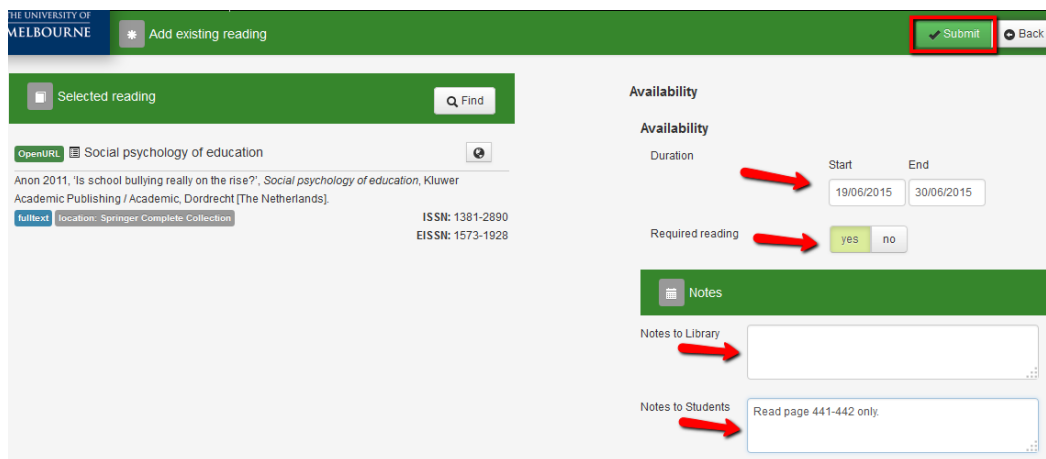 THE UNIVERSITY OF
MELBOURNE
Add existing reading
Submit
Back
Selected reading
Find
OpenURL Social psychology of education
Anon 2011, 'Is school bullying really on the rise?', Social psychology of education, Kluwer
Academic Publishing / Academic, Dordrecht [The Netherlands].
fulltext location: Springer Complete Collection
ISSN: 1381-2890
EISSN: 1573-1928
Availability
Availability
Duration
Start End
19/06/2015 30/06/2015
Required reading
yes no
Notes
Notes to Library
Notes to Students
Read page 441-442 only.